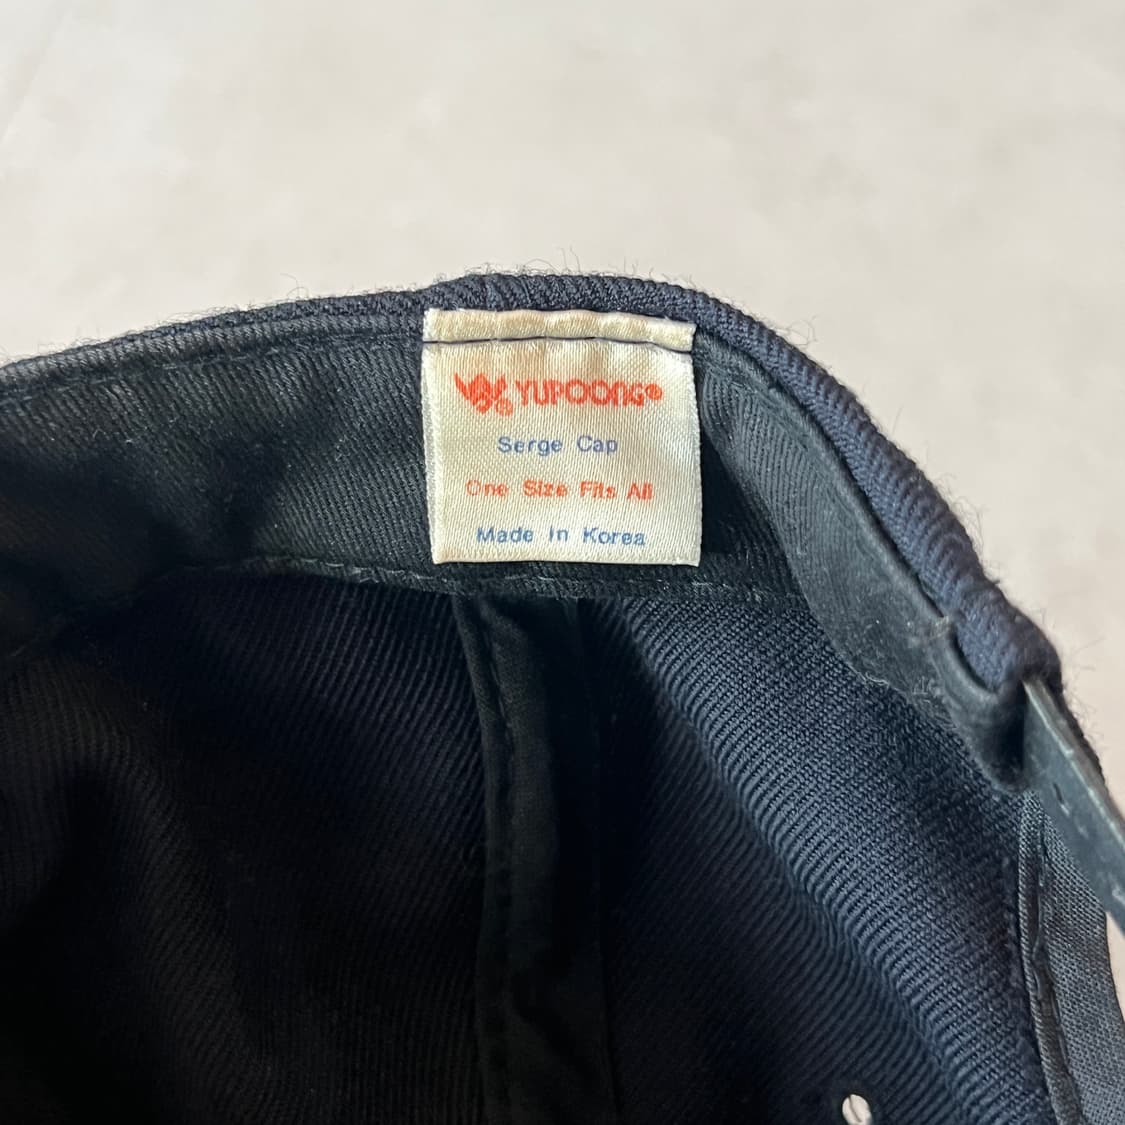 ® YUPOONG®
Serge Cap
One Size Fits All
Made In Korea